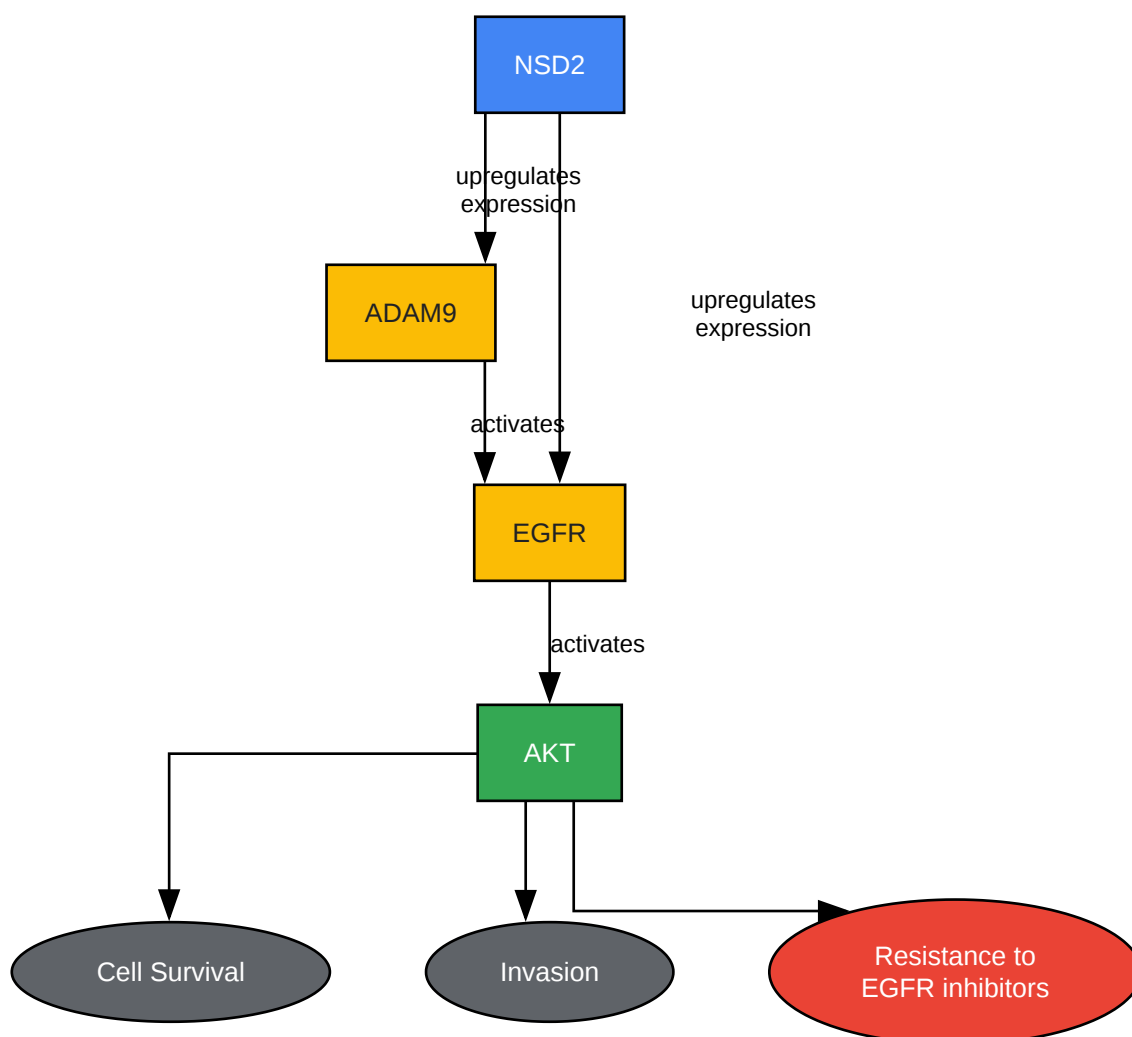 NSD2
upregulates
expression
ADAM9
upregulates
expression
activates
EGFR
activates
AKT
Cell Survival
Invasion
Resistance to
EGFR inhibitors